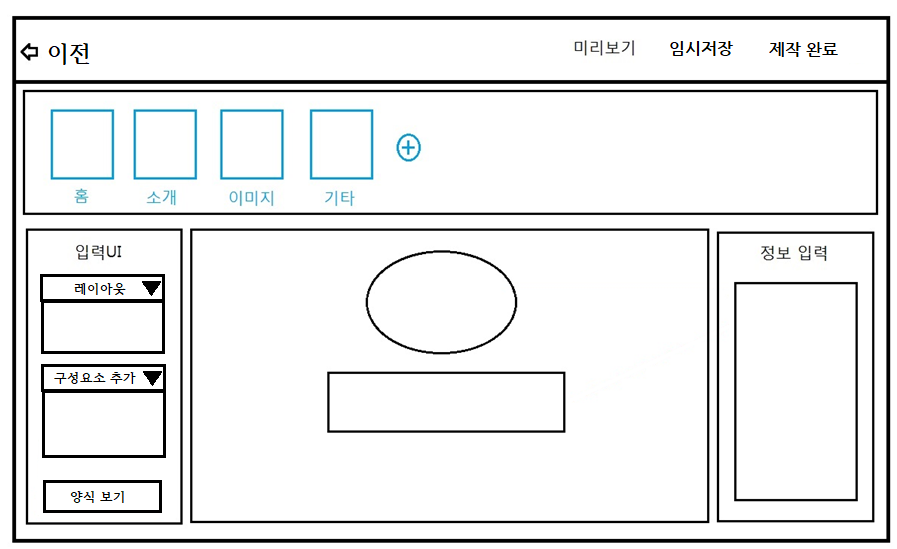 이전
미리보기
임시저장
제작 완료
홈
소개
이미지
기타
입력UI
레이아웃
구성요소 추가
양식 보기
정보 입력